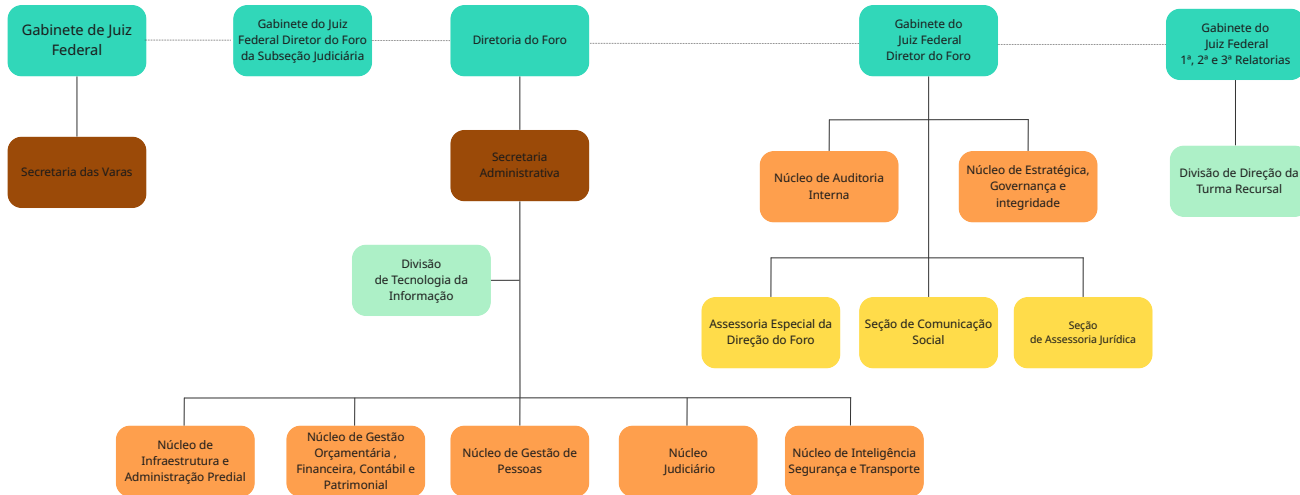 Gabinete de Juiz
Federal
Gabinete do Juiz
Federal Diretor do Foro
da Subseção Judiciária
Diretoria do Foro
Gabinete do
Juiz Federal
Diretor do Foro
Gabinete do
Juiz Federal
1ª, 2ª e 3ª Relatorias
Secretaria das Varas
Secretaria
Administrativa
Núcleo de Auditoria
Interna
Núcleo de Estratégica,
Governança e
integridade
Divisão de Direção da
Turma Recursal
Divisão
de Tecnologia da
Informação
Assessoria Especial da
Direção do Foro
Seção de Comunicação
Social
Seção
de Assessoria Jurídica
Núcleo de
Infraestrutura e
Administração Predial
Núcleo de Gestão
Orçamentária ,
Financeira, Contábil e
Patrimonial
Núcleo de Gestão de
Pessoas
Núcleo
Judiciário
Núcleo de Inteligência
Segurança e Transporte